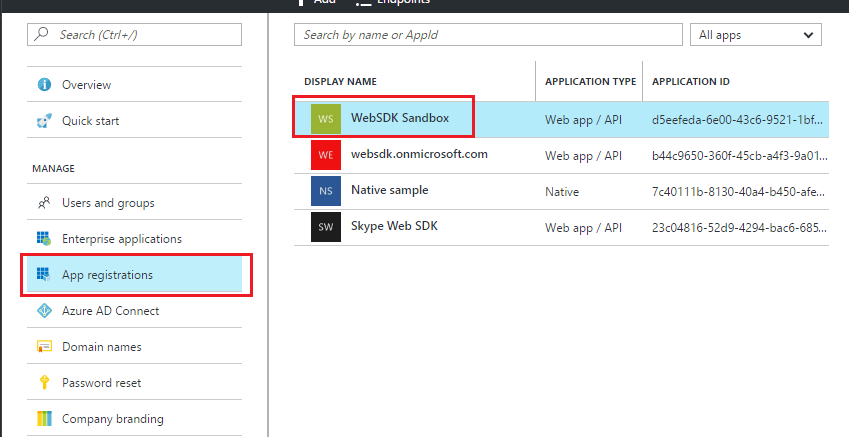 Add Endpoints
Search (Ctrl+/)
Overview
Quick start
MANAGE
Users and groups
Enterprise applications
App registrations
Azure AD Connect
Domain names
Password reset
Company branding
Search by name or AppId
All apps
DISPLAY NAME APPLICATION TYPE APPLICATION ID
WS WebSDK Sandbox Web app / API d5eefeda-6e00-43c6-9521-1bf...
WE websdk.onmicrosoft.com Web app / API b44c9650-360f-45cb-a4f3-9a01...
NS Native sample Native 7c40111b-8130-40a4-b450-afe...
SW Skype Web SDK Web app / API 23c04816-52d9-4294-bac6-685...